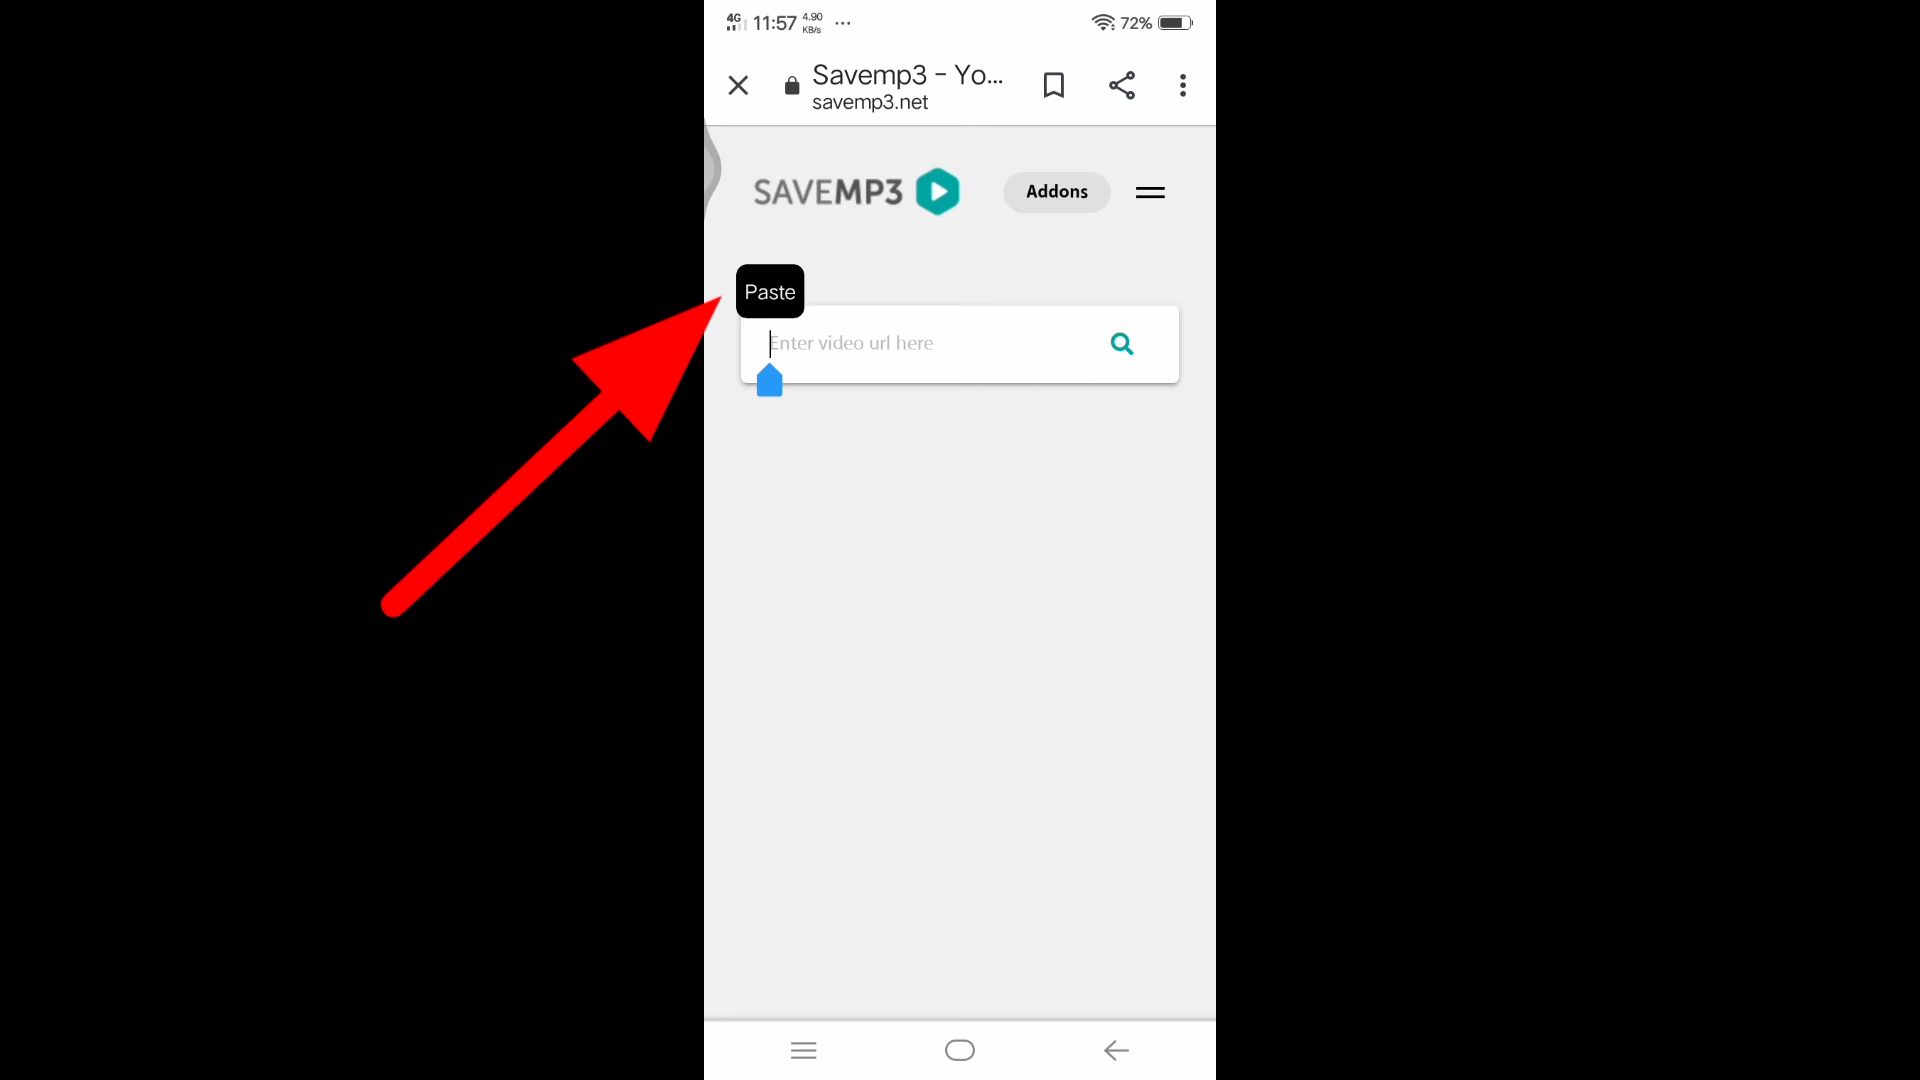 4G 11:57 4.90 KB/s ... 72%
Savemp3 - Yo...
savemp3.net
SAVEMP3 Addons
Paste
Enter video url here